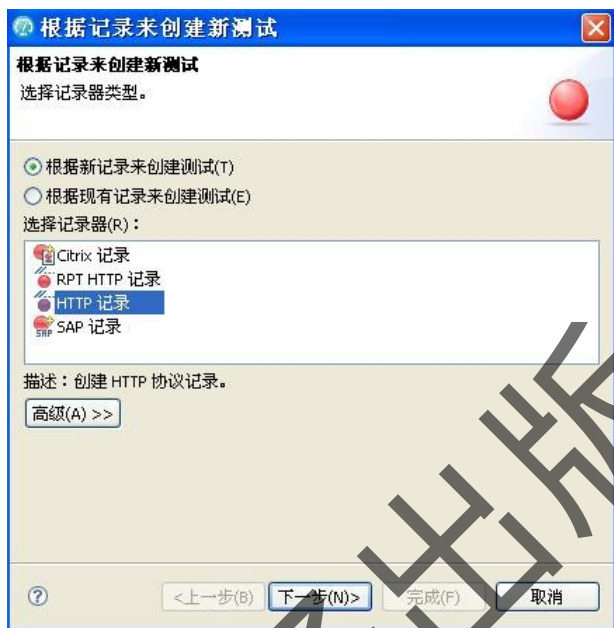 根据记录来创建新测试
根据记录来创建新测试
选择记录器类型。
根据新记录来创建测试(T)
根据现有记录来创建测试(E)
选择记录器(R)：
Citrix 记录
RPT HTTP 记录
HTTP 记录
SAP 记录
描述：创建 HTTP 协议记录。
高级(A) >>
<上一步(B) 下一步(N)> 完成(F) 取消
出版